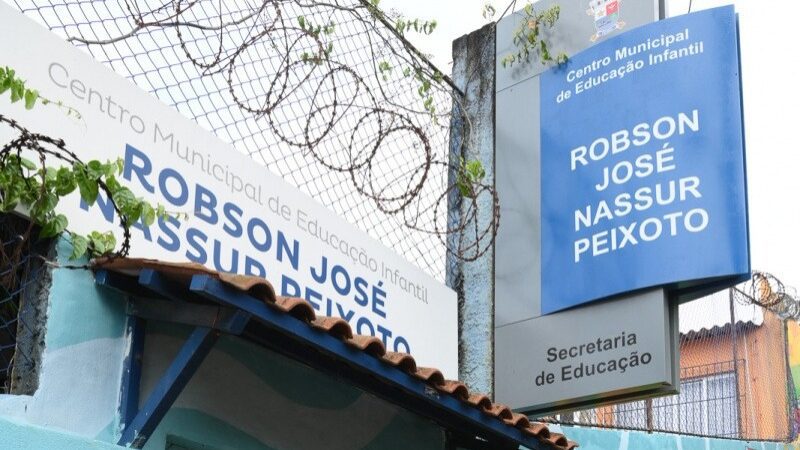 Centro Municipal de Educação Infantil
ROBSON JOSÉ
NASSUR PEIXOTO
Centro Municipal
de Educação Infantil
ROBSON
JOSÉ
NASSUR
PEIXOTO
Secretaria
de Educação